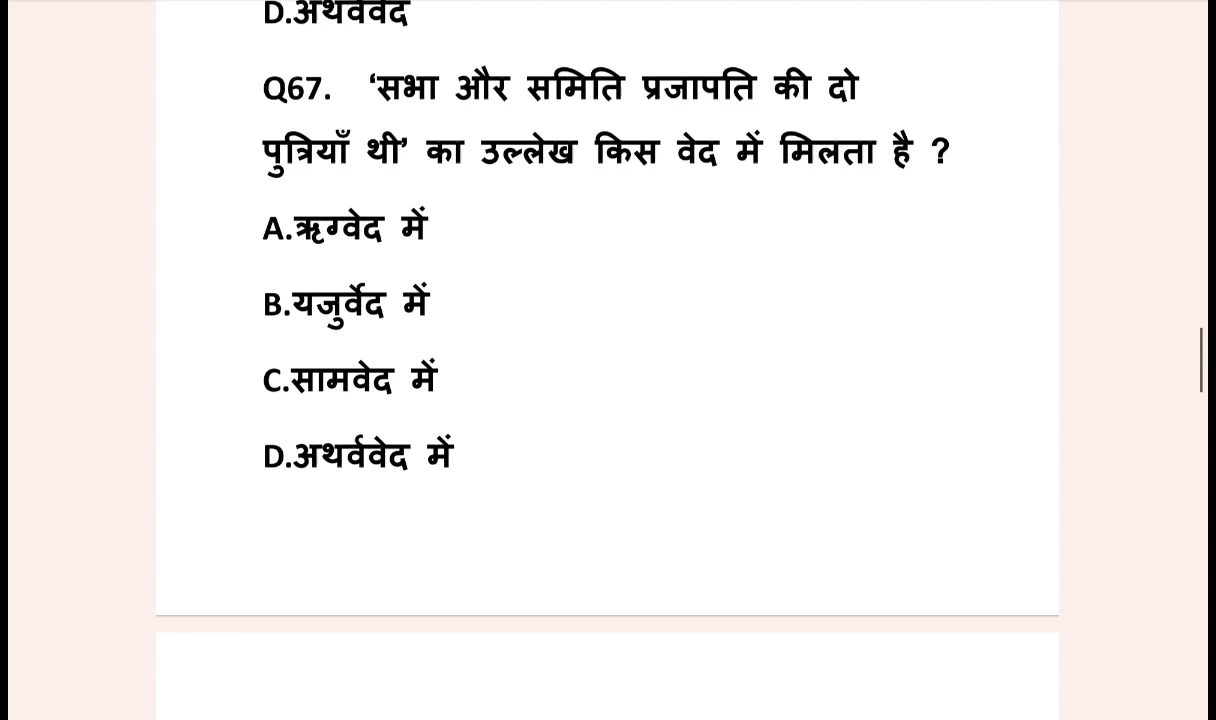 D.अथर्ववेद
Q67. ‘सभा और समिति प्रजापति की दो
पुत्रियाँ थी’ का उल्लेख किस वेद में मिलता है ?
A.ऋग्वेद में
B.यजुर्वेद में
C.सामवेद में
D.अथर्ववेद में